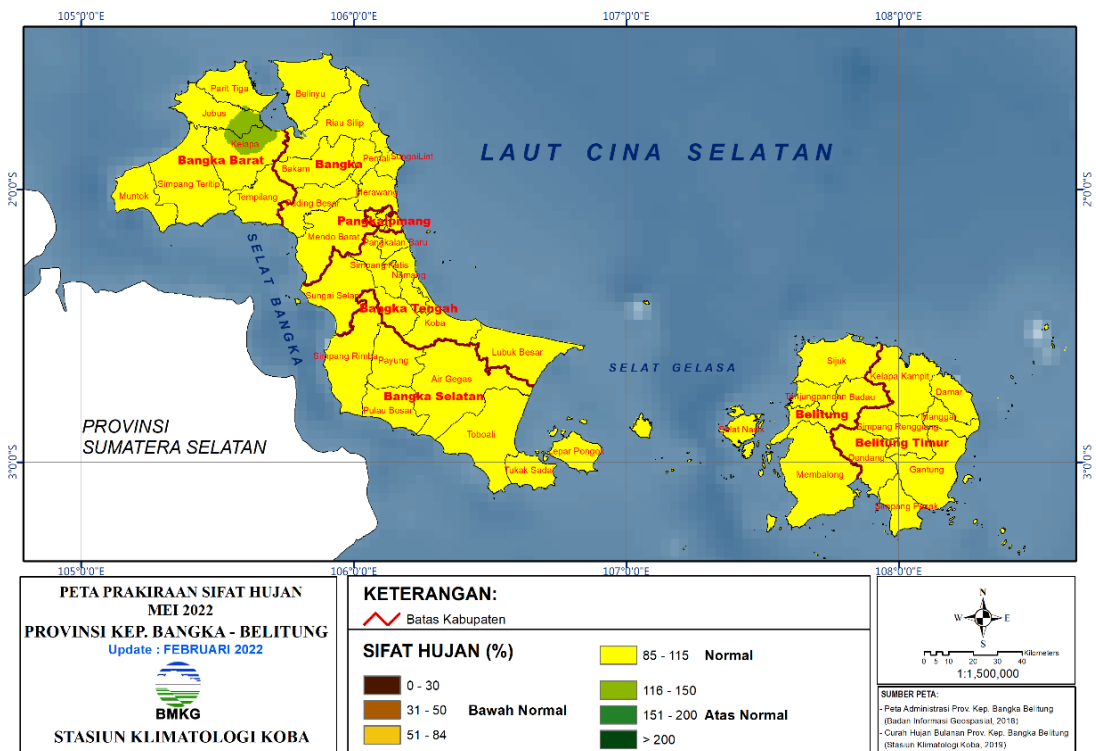 105°0'0"E 106°0'0"E 107°0'0"E 108°0'0"E
Parit Tiga
Belinyu
Jebus
Riau Silip
Kelapa
Bangka Barat
Bangka
Pemali
SungaiLiat
LAUT CINA SELATAN
Bakam
Simpang Teritip
Muntok
Tempilang
Puding Besar
Merawang
2°0'0"S 2°0'0"S
Pangkalpinang
Mendo Barat
Pangkalan Baru
Simpang Katis
Namang
SELAT BANGKA
Sungai Selan
Bangka Tengah
Koba
Simpang Rimba
Payung
Lubuk Besar
Air Gegas
Bangka Selatan
Pulau Besar
Toboali
Lepar Pongok
Tukak Sadai
SELAT GELASA
Sijuk
Kelapa Kampit
Damar
Tanjungpandan
Badau
Manggar
Belitung
Simpang Renggiang
Selat Nasik
Belitung Timur
Dendang
Gantung
Membalong
Simpang Pesak
PROVINSI
SUMATERA SELATAN
3°0'0"S 3°0'0"S
105°0'0"E 106°0'0"E 107°0'0"E 108°0'0"E
PETA PRAKIRAAN SIFAT HUJAN
MEI 2022
PROVINSI KEP. BANGKA - BELITUNG
Update : FEBRUARI 2022
BMKG
STASIUN KLIMATOLOGI KOBA
KETERANGAN:
Batas Kabupaten
SIFAT HUJAN (%)
0 - 30
31 - 50 Bawah Normal
51 - 84
85 - 115 Normal
116 - 150
151 - 200 Atas Normal
> 200
N
W E
S
0 5 10 20 30 40 Kilometers
1:1,500,000
SUMBER PETA:
- Peta Administrasi Prov. Kep. Bangka Belitung
(Badan Informasi Geospasial, 2018)
- Curah Hujan Bulanan Prov. Kep. Bangka Belitung
(Stasiun Klimatologi Koba, 2019)